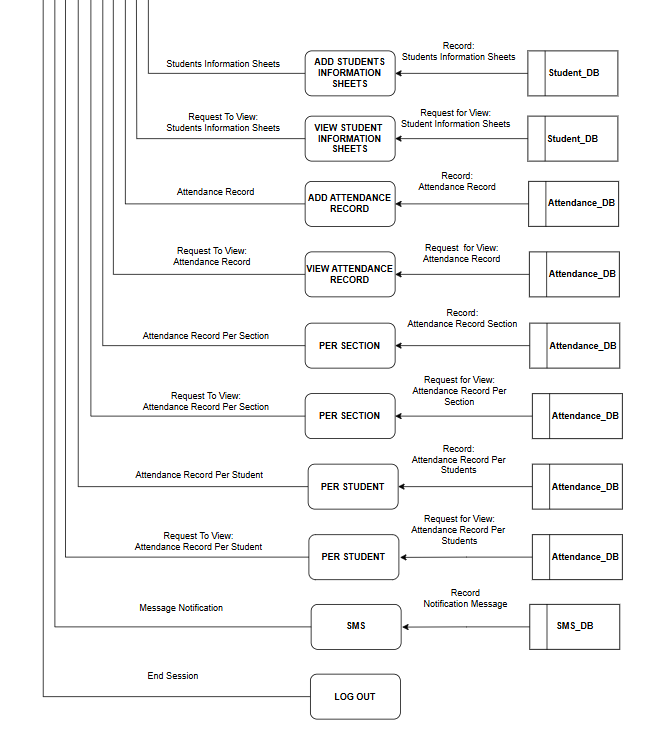 Students Information Sheets
ADD STUDENTS
INFORMATION
SHEETS
Record:
Students Information Sheets
Student_DB
Request To View:
Students Information Sheets
VIEW STUDENT
INFORMATION
SHEETS
Request for View:
Student Information Sheets
Student_DB
Attendance Record
ADD ATTENDANCE
RECORD
Record:
Attendance Record
Attendance_DB
Request To View:
Attendance Record
VIEW ATTENDANCE
RECORD
Request for View:
Attendance Record
Attendance_DB
Attendance Record Per Section
PER SECTION
Record:
Attendance Record Section
Attendance_DB
Request To View:
Attendance Record Per Section
PER SECTION
Request for View:
Attendance Record Per
Section
Attendance_DB
Attendance Record Per Student
PER STUDENT
Record:
Attendance Record Per
Students
Attendance_DB
Request To View:
Attendance Record Per Student
PER STUDENT
Request for View:
Attendance Record Per
Students
Attendance_DB
Message Notification
SMS
Record
Notification Message
SMS_DB
End Session
LOG OUT